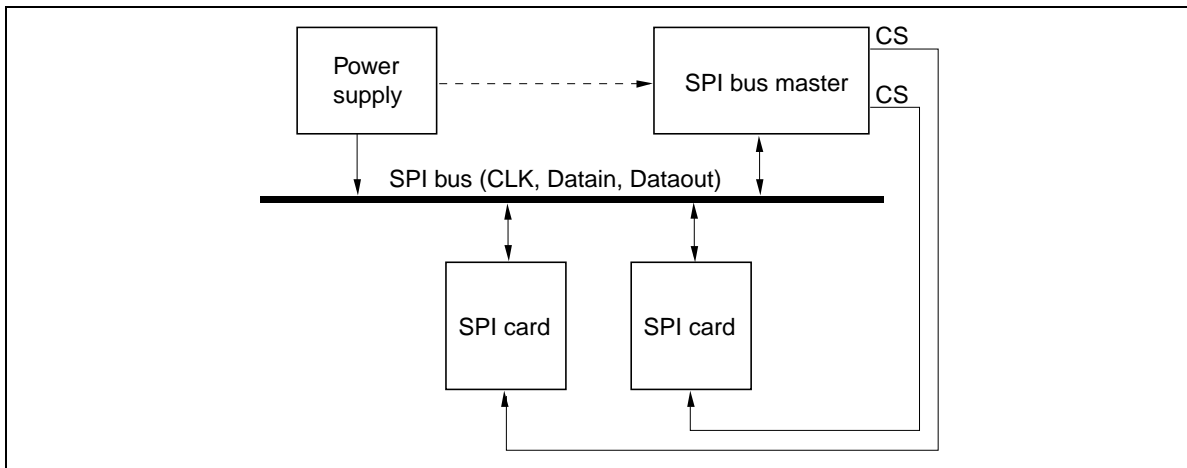 Power
supply
SPI bus master
CS
CS
SPI bus (CLK, Datain, Dataout)
SPI card
SPI card